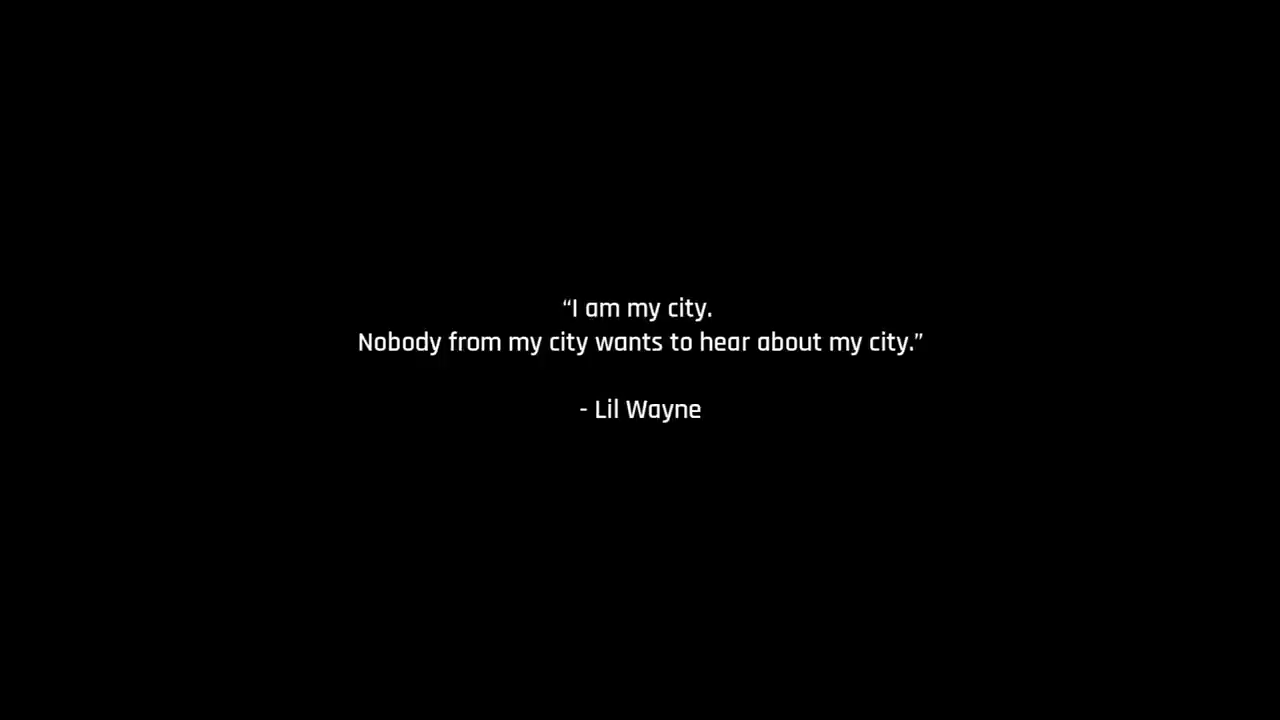 “I am my city.
Nobody from my city wants to hear about my city.”
- Lil Wayne